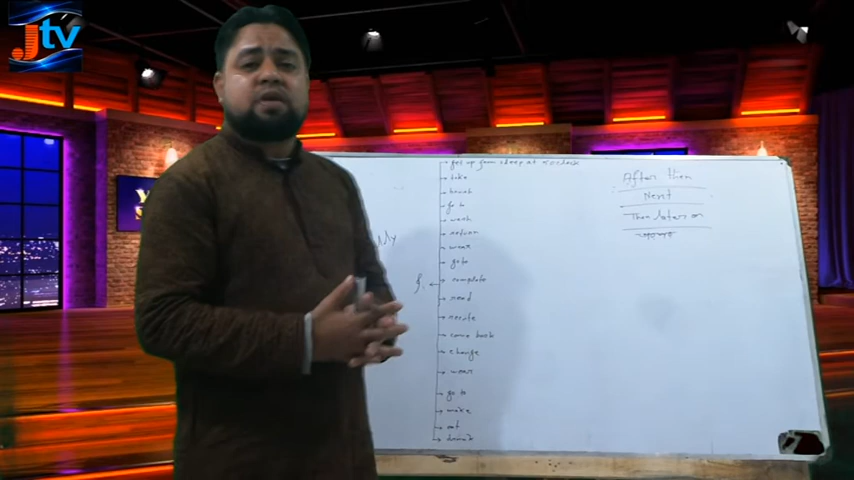 Jtv
My
I
get up from sleep at o'clock
take
brush
go to
wash
return
wear
go to
complete
read
recite
come back
change
wear
go to
make
eat
drink
After then
Next
Then later on